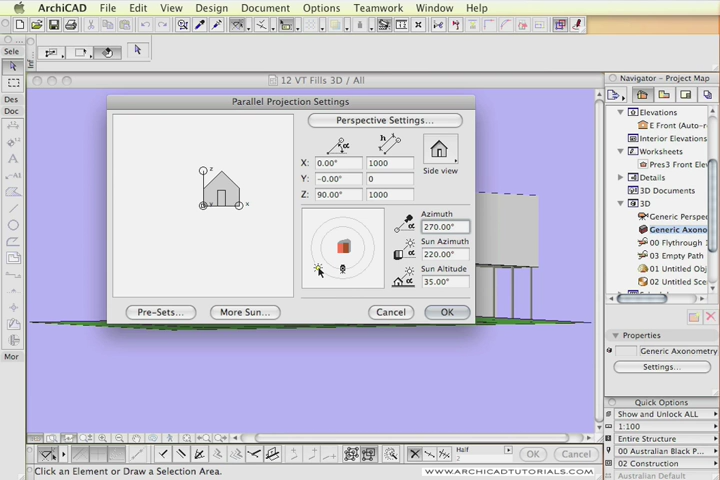 ArchiCAD File Edit View Design Document Options Teamwork Window Help
Sele
12 VT Fills 3D / All
Navigator - Project Map
Des
Doc
Mor
Parallel Projection Settings
Perspective Settings...
z
x
α
h
Side view
X: 0.00° 1000
Y: -0.00° 0
Z: 90.00° 1000
Azimuth
270.00°
Sun Azimuth
220.00°
Sun Altitude
35.00°
Pre-Sets...
More Sun...
Cancel
OK
Elevations
E Front (Auto-r
Interior Elevations
Worksheets
Pres3 Front Elev
Details
3D Documents
3D
Generic Perspe
Generic Axono
00 Flythrough
03 Empty Path
01 Untitled Obj
02 Untitled Sce
Properties
Generic Axonometry
Settings...
Quick Options
Show and Unlock ALL
1:100
Entire Structure
00 Australian Black P
02 Construction
Australian Default
Half
2
OK
Cancel
Click an Element or Draw a Selection Area.
WWW.ARCHICADTUTORIALS.COM